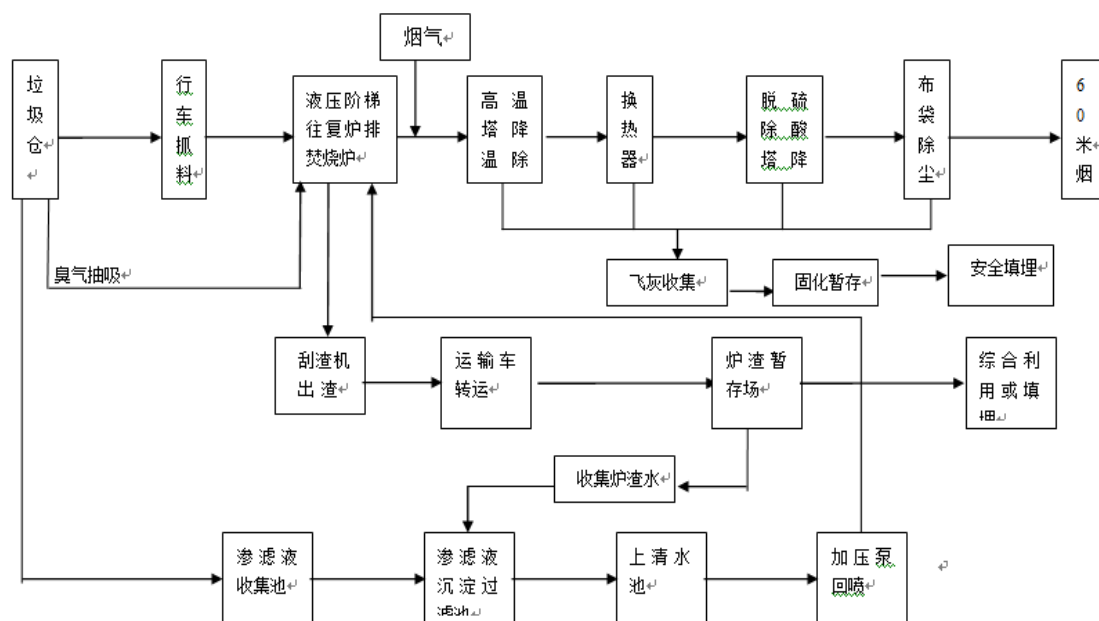 烟气
垃
圾
仓
行
车
抓
料
液压阶梯
往复炉排
焚烧炉
高温
塔降
温除
换
热
器
脱硫
除酸
塔降
布
袋
除
尘
6
0
米
烟
臭气抽吸
飞灰收集
固化暂存
安全填埋
刮渣机
出渣
运输车
转运
炉渣暂
存场
综合利
用或填
埋
收集炉渣水
渗滤液
收集池
渗滤液
沉淀过
滤池
上清水
池
加压泵
回喷